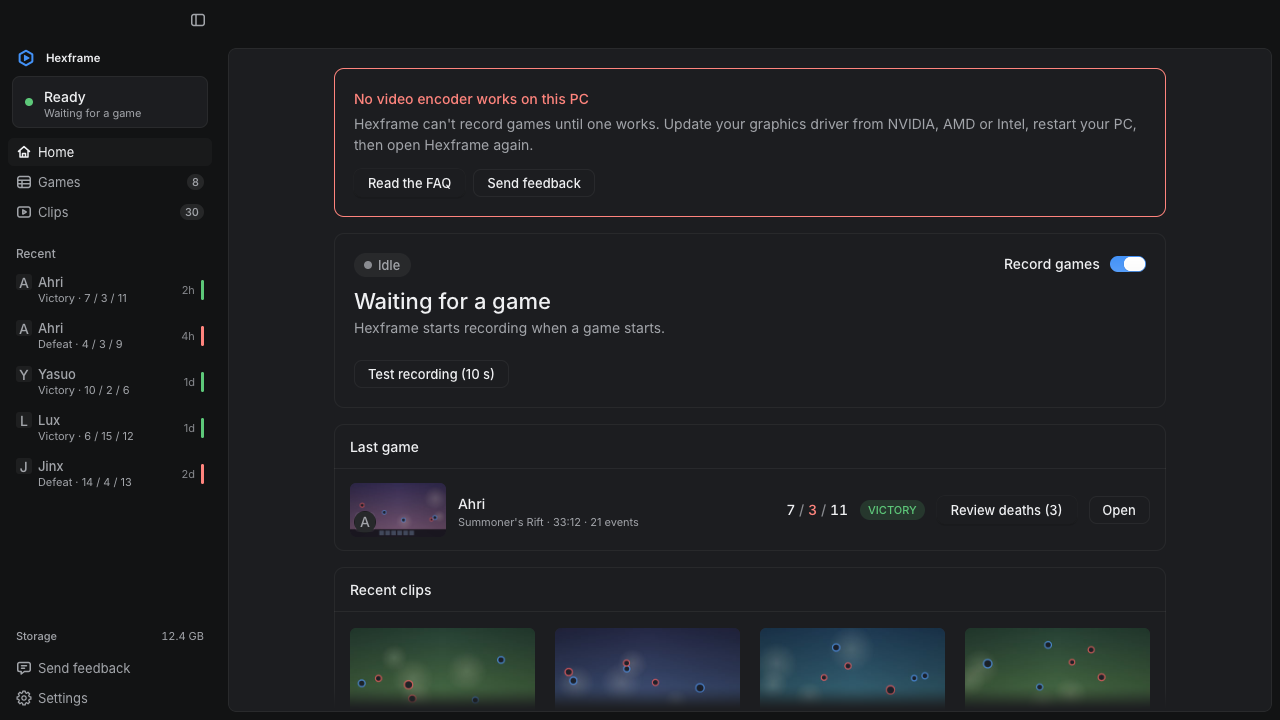 Hexframe
Ready
Waiting for a game
Home
Games 8
Clips 30
Recent
A Ahri 2h
Victory · 7 / 3 / 11
A Ahri 4h
Defeat · 4 / 3 / 9
Y Yasuo 1d
Victory · 10 / 2 / 6
L Lux 1d
Victory · 6 / 15 / 12
J Jinx 2d
Defeat · 14 / 4 / 13
Storage 12.4 GB
Send feedback
Settings
No video encoder works on this PC
Hexframe can't record games until one works. Update your graphics driver from NVIDIA, AMD or Intel, restart your PC,
then open Hexframe again.
Read the FAQ Send feedback
Idle Record games
Waiting for a game
Hexframe starts recording when a game starts.
Test recording (10 s)
Last game
A Ahri 7 / 3 / 11 VICTORY Review deaths (3) Open
Summoner's Rift · 33:12 · 21 events
Recent clips